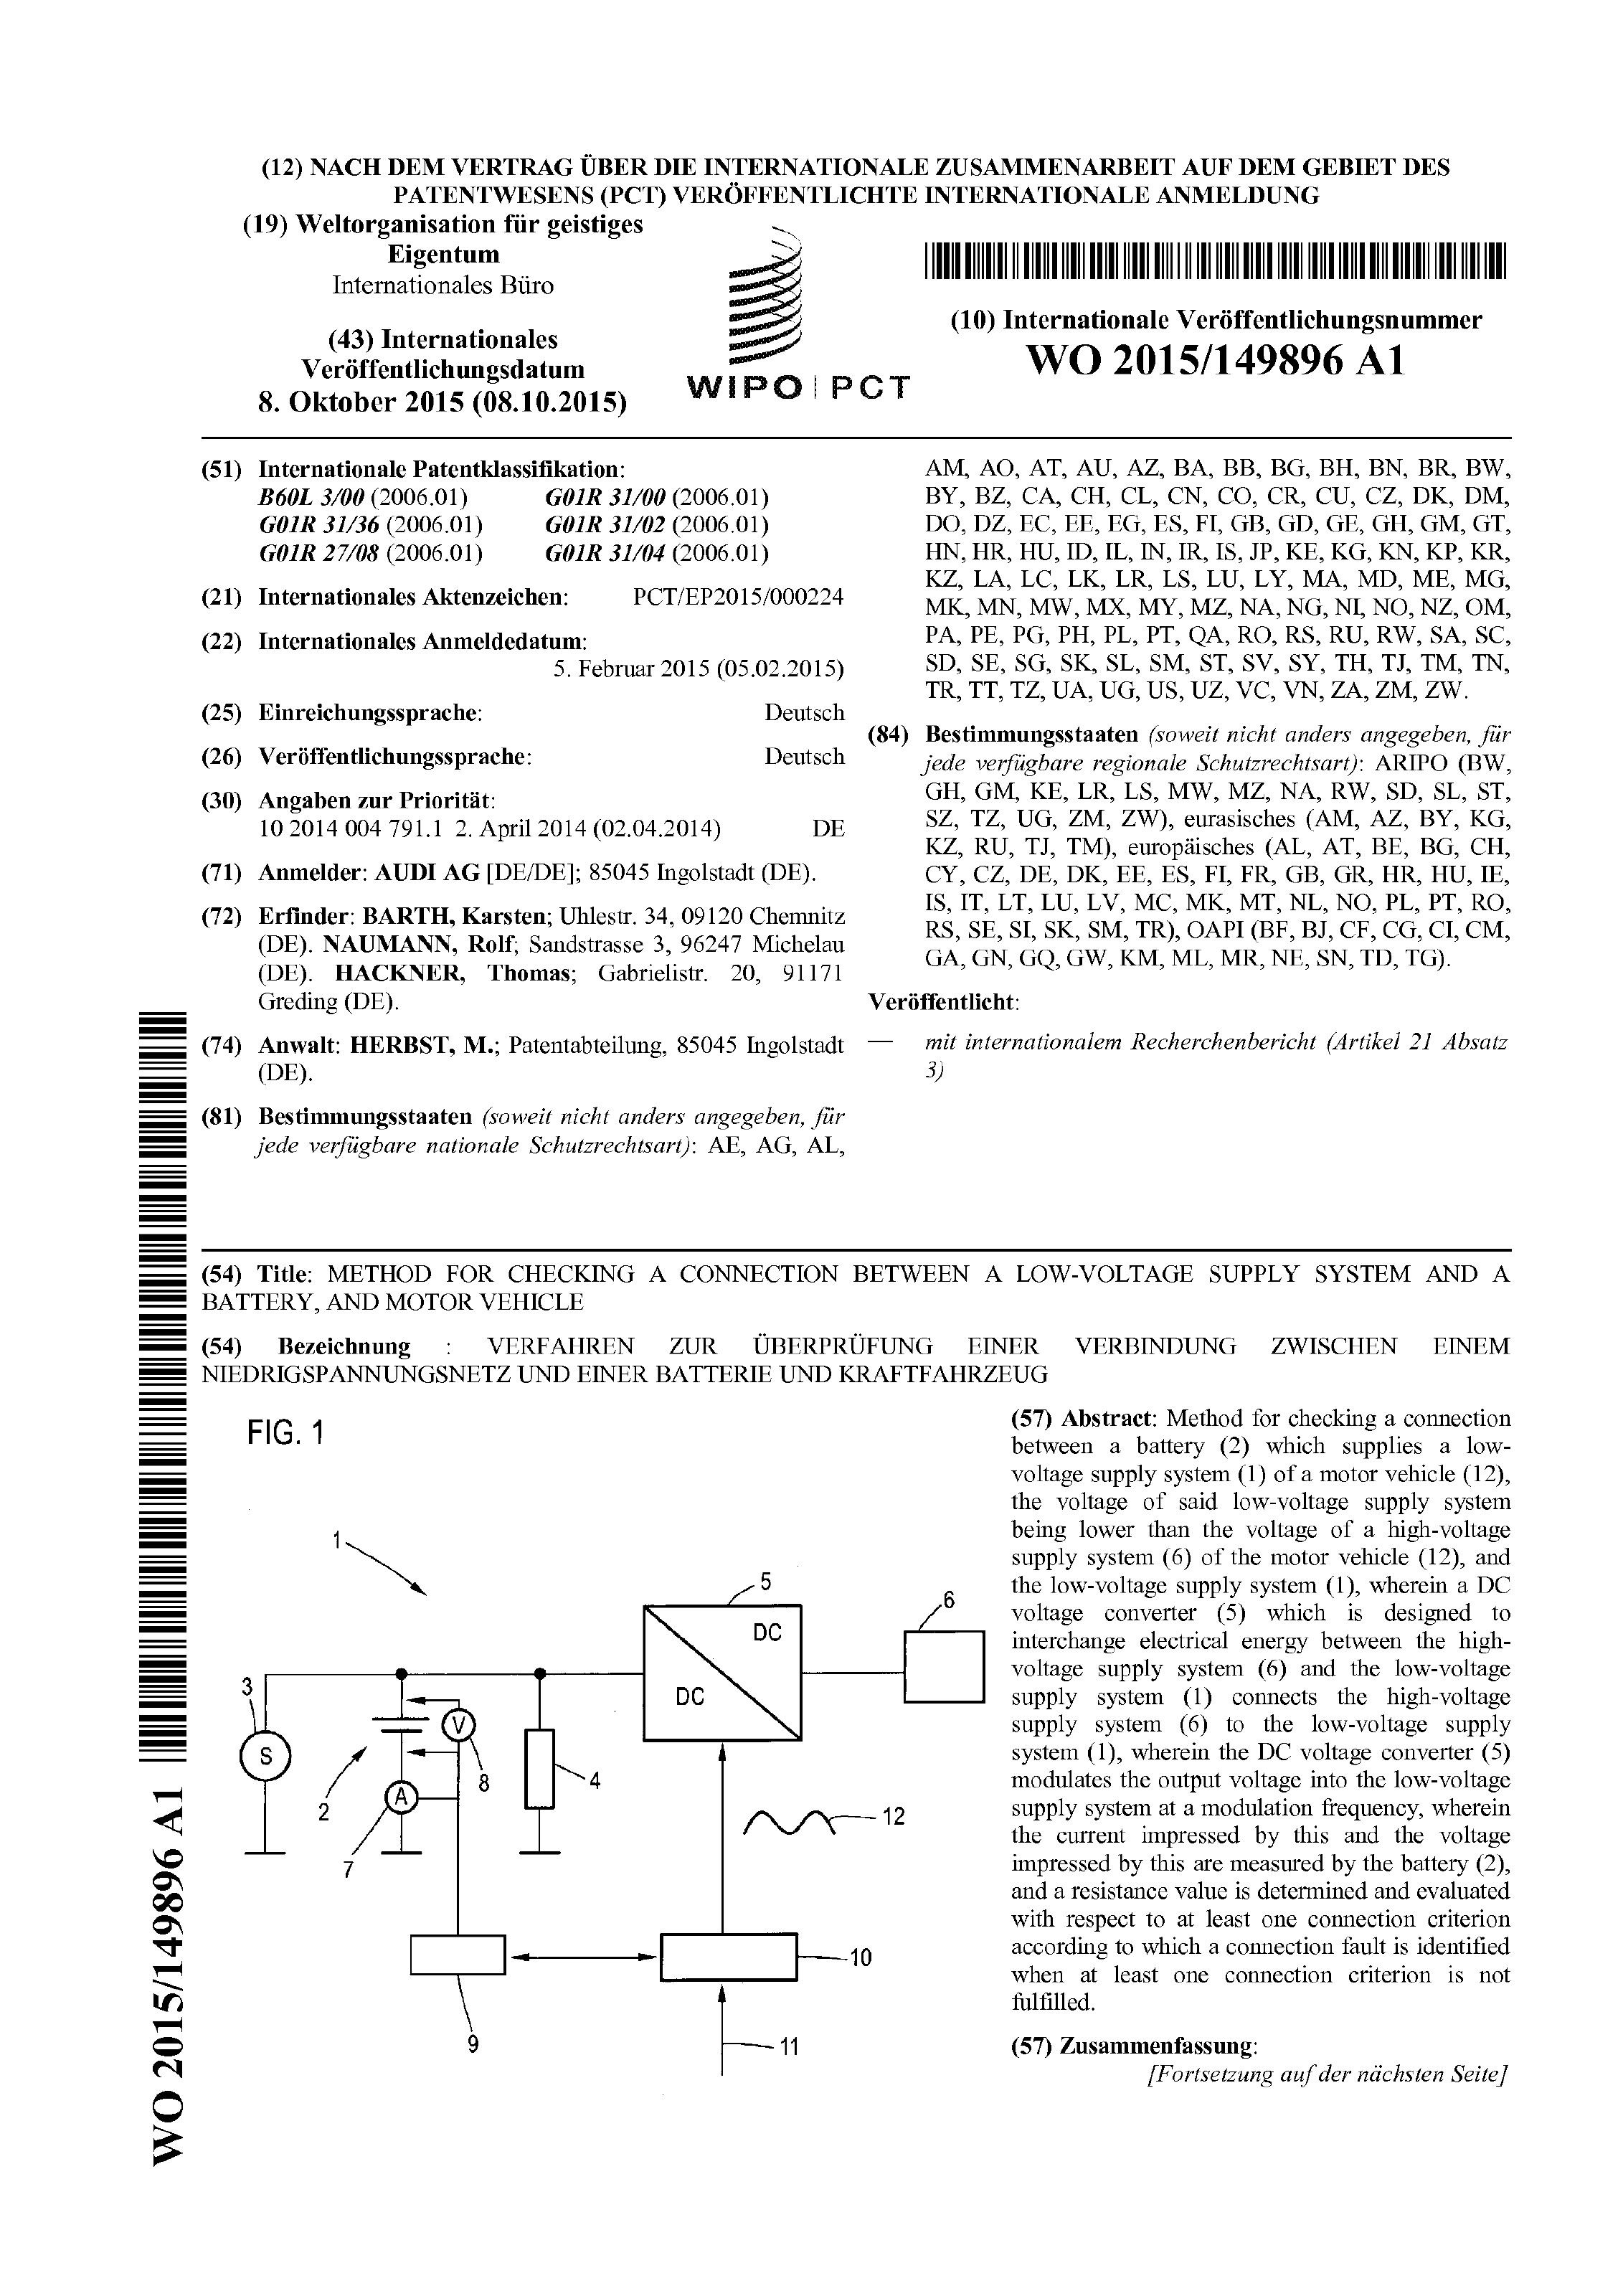 (12) NACH DEM VERTRAG ÜBER DIE INTERNATIONALE ZUSAMMENARBEIT AUF DEM GEBIET DES
PATENTWESENS (PCT) VERÖFFENTLICHTE INTERNATIONALE ANMELDUNG
(19) Weltorganisation für geistiges
Eigentum
Internationales Büro
(43) Internationales
Veröffentlichungsdatum
8. Oktober 2015 (08.10.2015)
WIPO | PCT
(10) Internationale Veröffentlichungsnummer
WO 2015/149896 A1
(51) Internationale Patentklassifikation:
B60L 3/00 (2006.01) G01R 31/00 (2006.01)
G01R 31/36 (2006.01) G01R 31/02 (2006.01)
G01R 27/08 (2006.01) G01R 31/04 (2006.01)
(21) Internationales Aktenzeichen: PCT/EP2015/000224
(22) Internationales Anmeldedatum:
5. Februar 2015 (05.02.2015)
(25) Einreichungssprache: Deutsch
(26) Veröffentlichungssprache: Deutsch
(30) Angaben zur Priorität:
10 2014 004 791.1 2. April 2014 (02.04.2014) DE
(71) Anmelder: AUDI AG [DE/DE]; 85045 Ingolstadt (DE).
(72) Erfinder: BARTH, Karsten; Uhlestr. 34, 09120 Chemnitz
(DE). NAUMANN, Rolf; Sandstrasse 3, 96247 Michelau
(DE). HACKNER, Thomas; Gabrielistr. 20, 91171
Greding (DE).
(74) Anwalt: HERBST, M.; Patentabteilung, 85045 Ingolstadt
(DE).
(81) Bestimmungsstaaten (soweit nicht anders angegeben, für
jede verfügbare nationale Schutzrechtsart): AE, AG, AL,
AM, AO, AT, AU, AZ, BA, BB, BG, BH, BN, BR, BW,
BY, BZ, CA, CH, CL, CN, CO, CR, CU, CZ, DK, DM,
DO, DZ, EC, EE, EG, ES, FI, GB, GD, GE, GH, GM, GT,
HN, HR, HU, ID, IL, IN, IR, IS, JP, KE, KG, KN, KP, KR,
KZ, LA, LC, LK, LR, LS, LU, LY, MA, MD, ME, MG,
MK, MN, MW, MX, MY, MZ, NA, NG, NI, NO, NZ, OM,
PA, PE, PG, PH, PL, PT, QA, RO, RS, RU, RW, SA, SC,
SD, SE, SG, SK, SL, SM, ST, SV, SY, TH, TJ, TM, TN,
TR, TT, TZ, UA, UG, US, UZ, VC, VN, ZA, ZM, ZW.
(84) Bestimmungsstaaten (soweit nicht anders angegeben, für
jede verfügbare regionale Schutzrechtsart): ARIPO (BW,
GH, GM, KE, LR, LS, MW, MZ, NA, RW, SD, SL, ST,
SZ, TZ, UG, ZM, ZW), eurasisches (AM, AZ, BY, KG,
KZ, RU, TJ, TM), europäisches (AL, AT, BE, BG, CH,
CY, CZ, DE, DK, EE, ES, FI, FR, GB, GR, HR, HU, IE,
IS, IT, LT, LU, LV, MC, MK, MT, NL, NO, PL, PT, RO,
RS, SE, SI, SK, SM, TR), OAPI (BF, BJ, CF, CG, CI, CM,
GA, GN, GQ, GW, KM, ML, MR, NE, SN, TD, TG).
Veröffentlicht:
— mit internationalem Recherchenbericht (Artikel 21 Absatz
3)
(54) Title: METHOD FOR CHECKING A CONNECTION BETWEEN A LOW-VOLTAGE SUPPLY SYSTEM AND A
BATTERY, AND MOTOR VEHICLE
(54) Bezeichnung : VERFAHREN ZUR ÜBERPRÜFUNG EINER VERBINDUNG ZWISCHEN EINEM
NIEDRIGSPANNUNGSNETZ UND EINER BATTERIE UND KRAFTFAHRZEUG
FIG. 1
1
5
6
DC
DC
3
S
V
8
2
A
7
4
12
10
9
11
(57) Abstract: Method for checking a connection
between a battery (2) which supplies a low-
voltage supply system (1) of a motor vehicle (12),
the voltage of said low-voltage supply system
being lower than the voltage of a high-voltage
supply system (6) of the motor vehicle (12), and
the low-voltage supply system (1), wherein a DC
voltage converter (5) which is designed to
interchange electrical energy between the high-
voltage supply system (6) and the low-voltage
supply system (1) connects the high-voltage
supply system (6) to the low-voltage supply
system (1), wherein the DC voltage converter (5)
modulates the output voltage into the low-voltage
supply system at a modulation frequency, wherein
the current impressed by this and the voltage
impressed by this are measured by the battery (2),
and a resistance value is determined and evaluated
with respect to at least one connection criterion
according to which a connection fault is identified
when at least one connection criterion is not
fulfilled.
(57) Zusammenfassung:
[Fortsetzung auf der nächsten Seite]
WO 2015/149896 A1